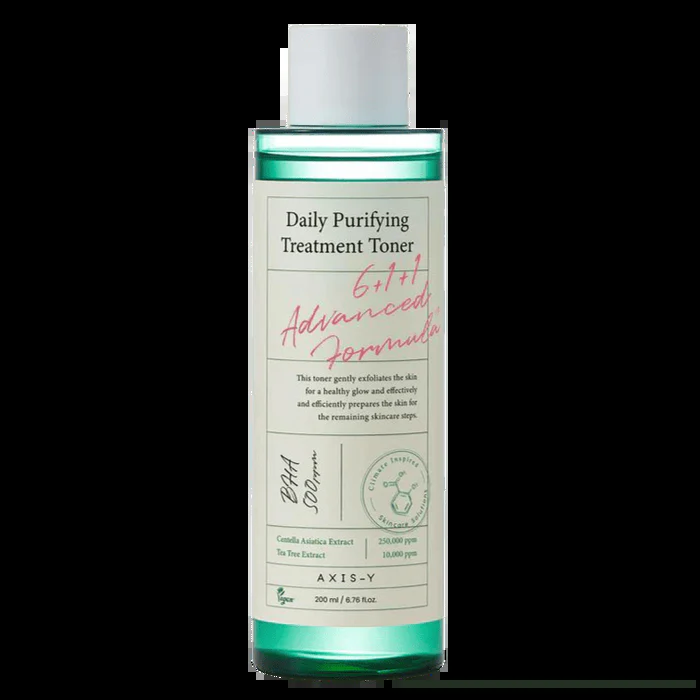 Daily Purifying
Treatment Toner
6+1+1
Advanced
Formula
This toner gently exfoliates the skin
for a healthy glow and effectively
and efficiently prepares the skin for
the remaining skincare steps.
BHA
500ppm
Climate Inspired
Skincare Solutions
Centella Asiatica Extract 250,000 ppm
Tea Tree Extract 10,000 ppm
AXIS-Y
Vegan
200 ml / 6.76 fl.oz.